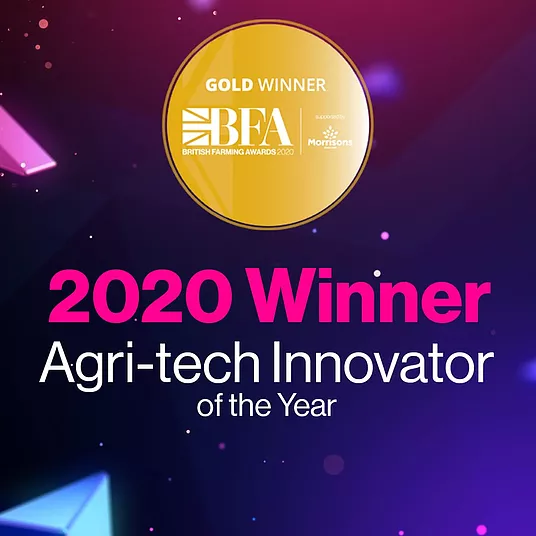 GOLD WINNER
BFA
BRITISH FARMING AWARDS 2020
supported by
Morrisons
2020 Winner
Agri-tech Innovator
of the Year